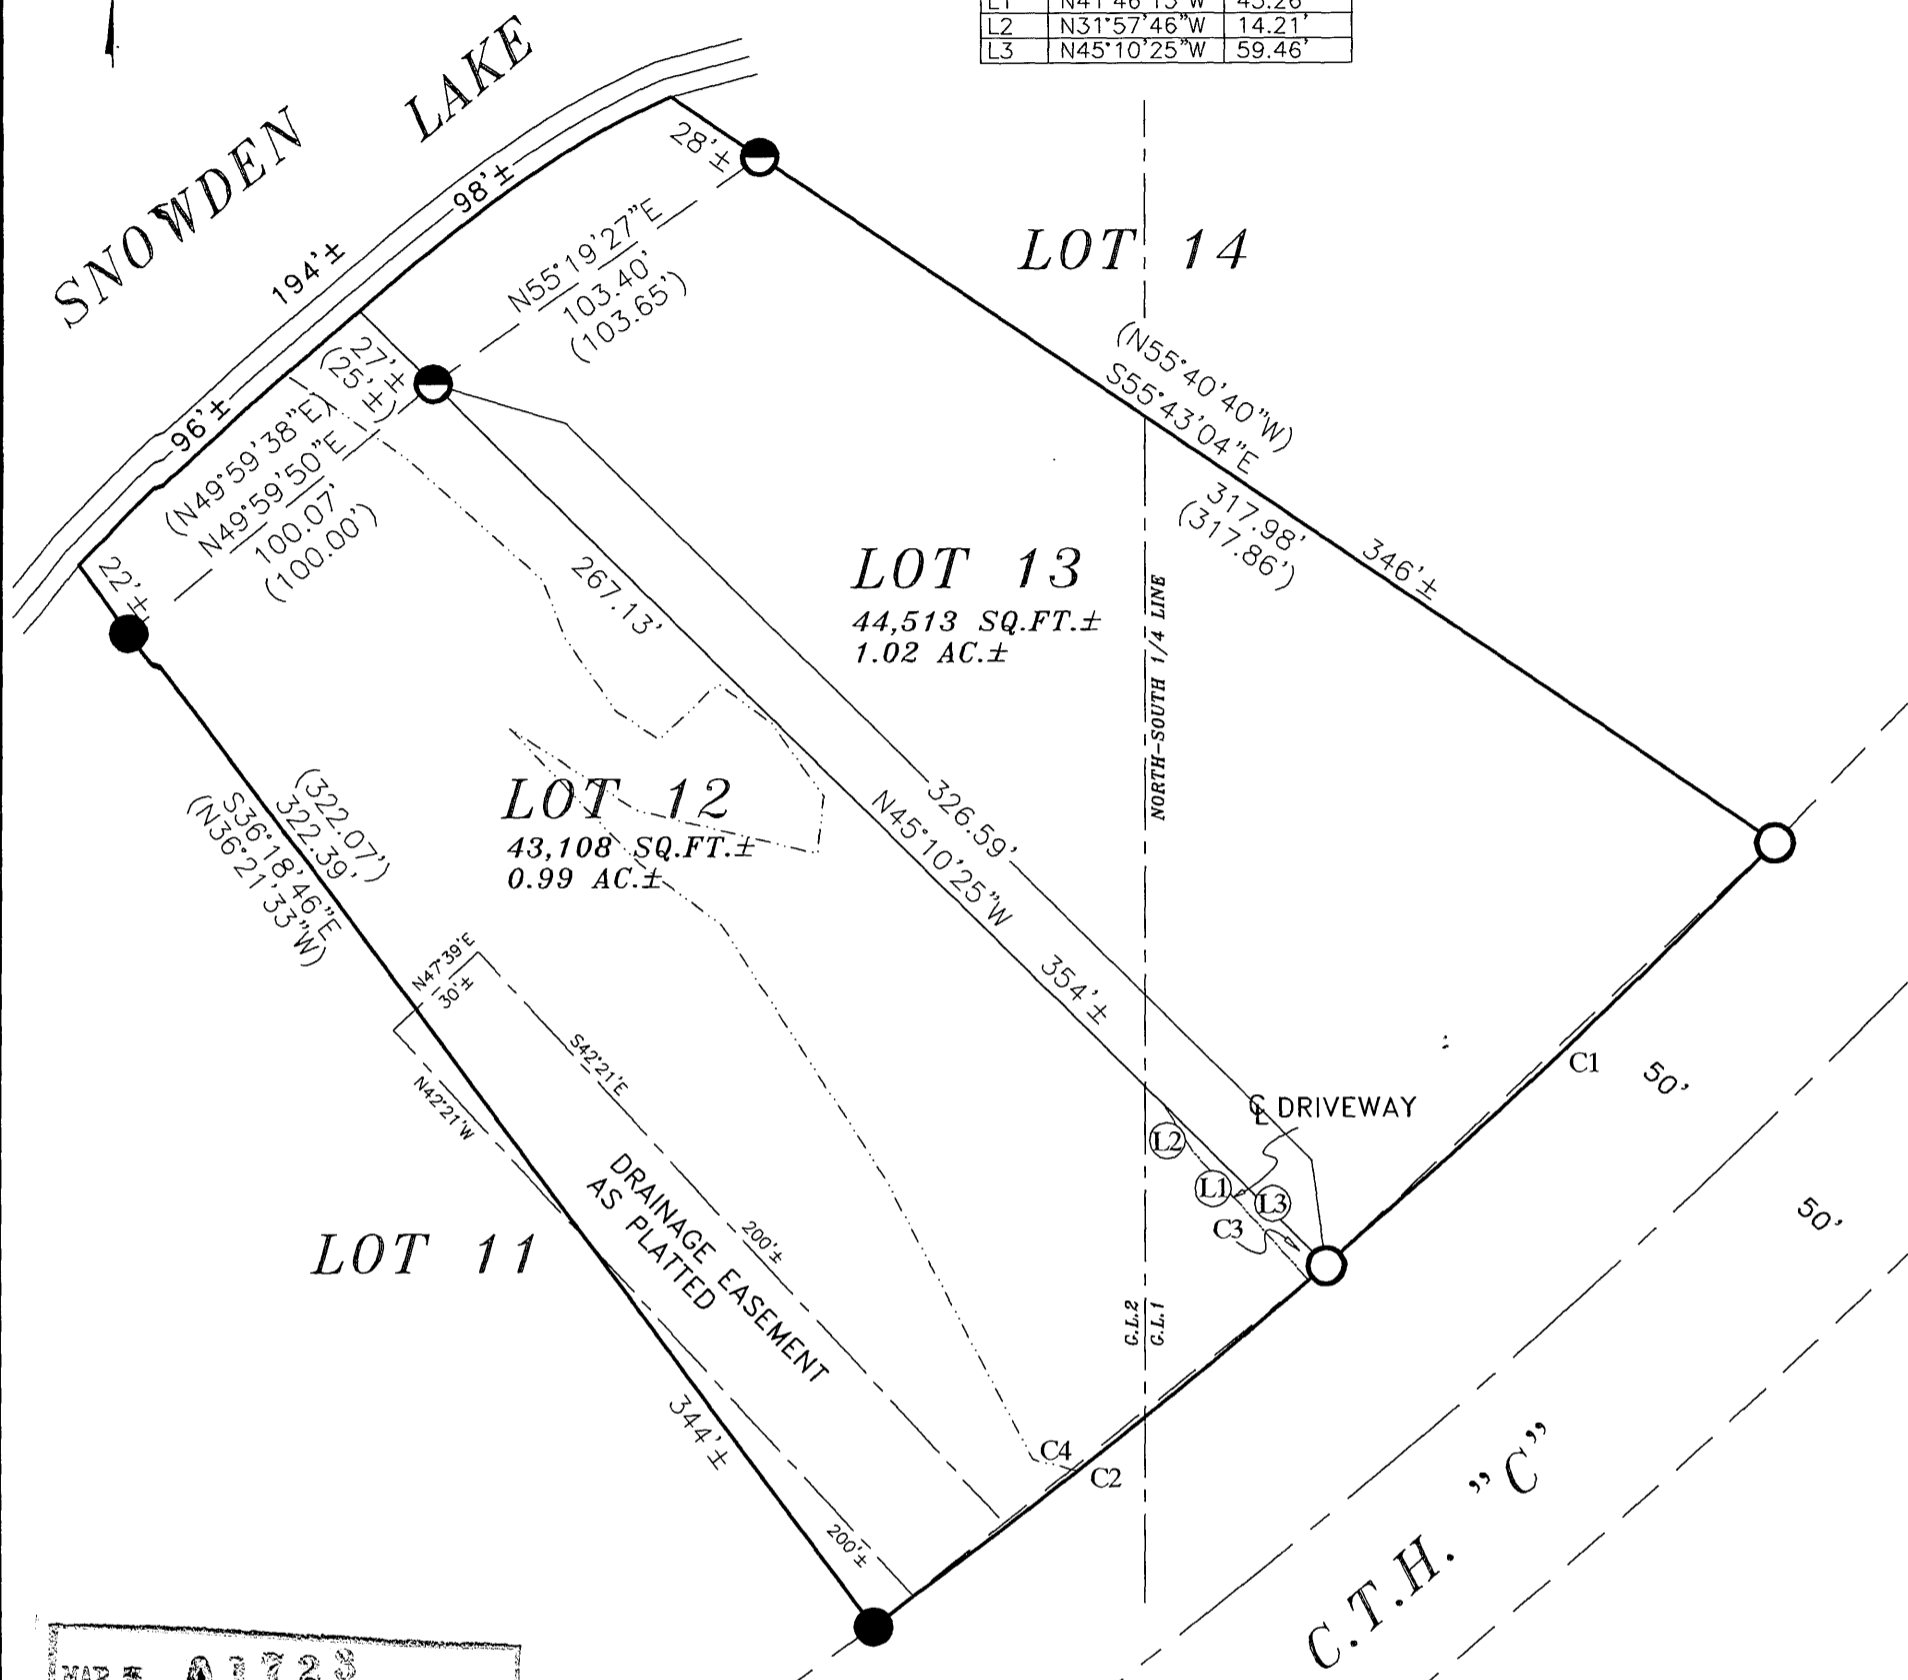 L1 N41°46'13"W 43.26'
L2 N31°57'46"W 14.21'
L3 N45°10'25"W 59.46'
SNOWDEN LAKE
28'±
98'±
194'±
96'±
N55°19'27"E
103.40'
(103.65')
LOT 14
(N55°40'40"W)
S55°43'04"E
317.98'
(317.86')
346'±
27'±
(25'±)
(N49°59'38"E)
N49°59'50"E
100.07'
(100.00')
22'±
267.13'
LOT 13
44,513 SQ.FT.±
1.02 AC.±
NORTH-SOUTH 1/4 LINE
LOT 12
43,108 SQ.FT.±
0.99 AC.±
326.59'
N45°10'25"W
354'±
(322.07')
322.39'
S36°18'46"E
(N36°21'33"W)
N47°39'E
30'±
S42°21'E
N42°21'W
C1
50'
℄ DRIVEWAY
L2
L1
L3
C3
50'
LOT 11
DRAINAGE EASEMENT
AS PLATTED
200'±
G.L.2
G.L.1
344'±
C4
C2
200'±
C.T.H. "C"